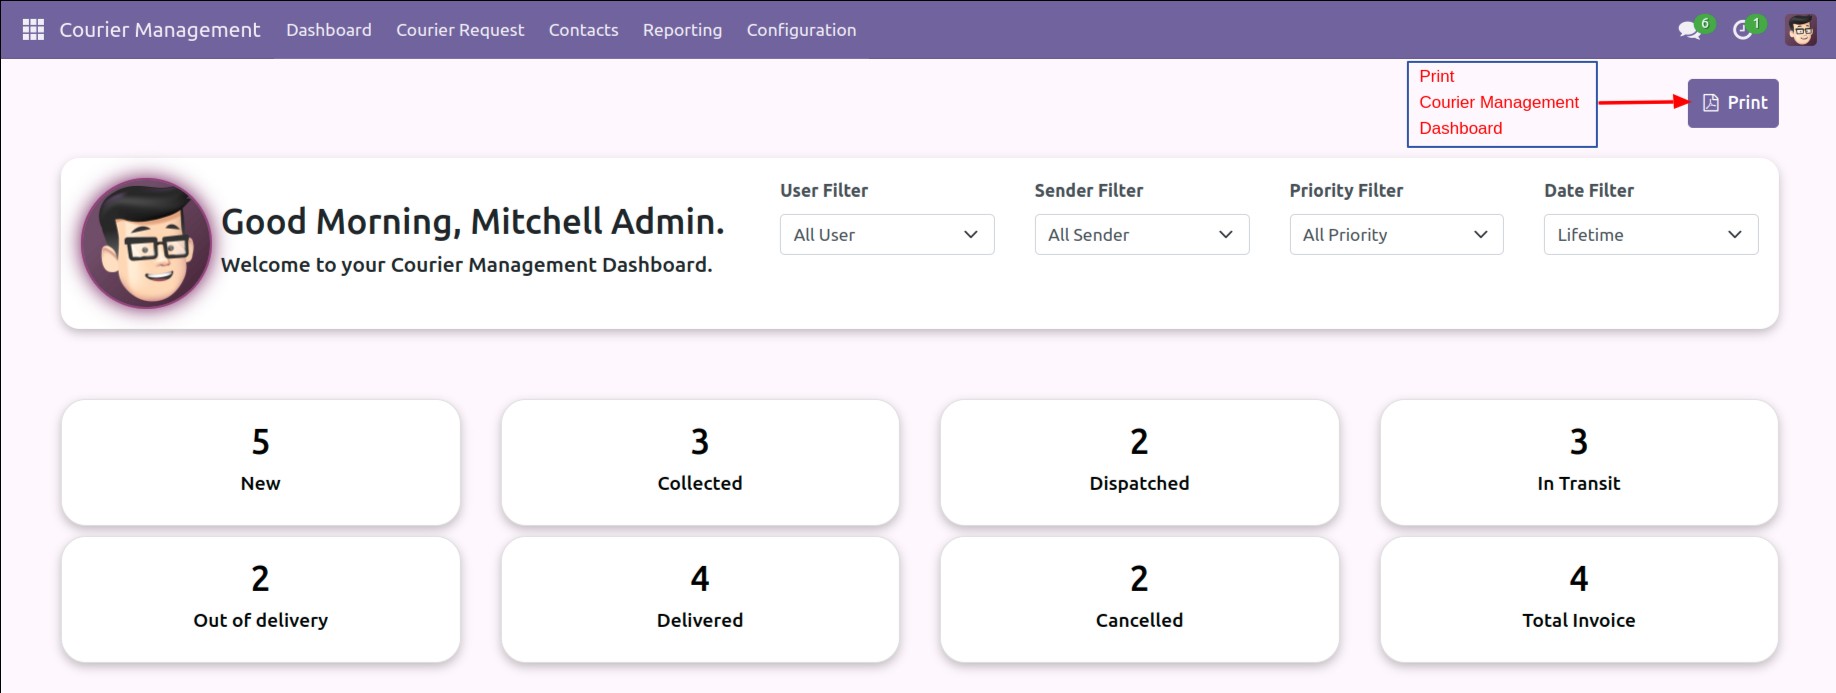 Courier Management Dashboard Courier Request Contacts Reporting Configuration 6 1
Print
Courier Management
Dashboard
Print
Good Morning, Mitchell Admin.
Welcome to your Courier Management Dashboard.
User Filter Sender Filter Priority Filter Date Filter
All User All Sender All Priority Lifetime
5 3 2 3
New Collected Dispatched In Transit
2 4 2 4
Out of delivery Delivered Cancelled Total Invoice